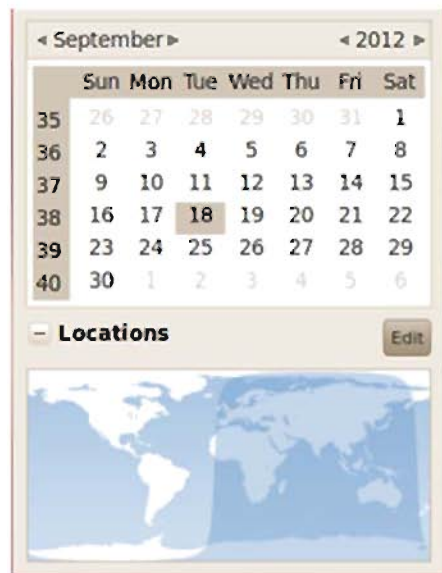 September 2012
Sun Mon Tue Wed Thu Fri Sat
35 26 27 28 29 30 31 1
36 2 3 4 5 6 7 8
37 9 10 11 12 13 14 15
38 16 17 18 19 20 21 22
39 23 24 25 26 27 28 29
40 30 1 2 3 4 5 6
Locations Edit